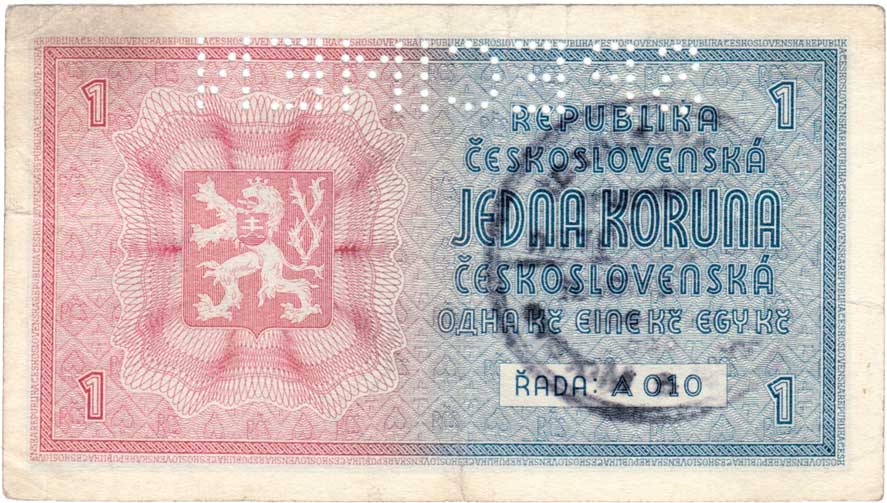 1
1
REPUBLIKA
ČESKOSLOVENSKÁ
JEDNA KORUNA
ČESKOSLOVENSKÁ
ОДНА Kč EINE Kč EGY Kč
ŘADA: A 010
1
1